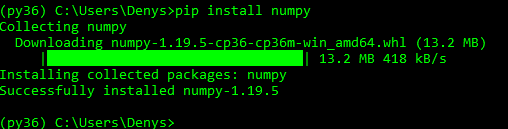 (py36) C:\Users\Denys>pip install numpy
Collecting numpy
  Downloading numpy-1.19.5-cp36-cp36m-win_amd64.whl (13.2 MB)
     |████████████████████████████████| 13.2 MB 418 kB/s
Installing collected packages: numpy
Successfully installed numpy-1.19.5
(py36) C:\Users\Denys>